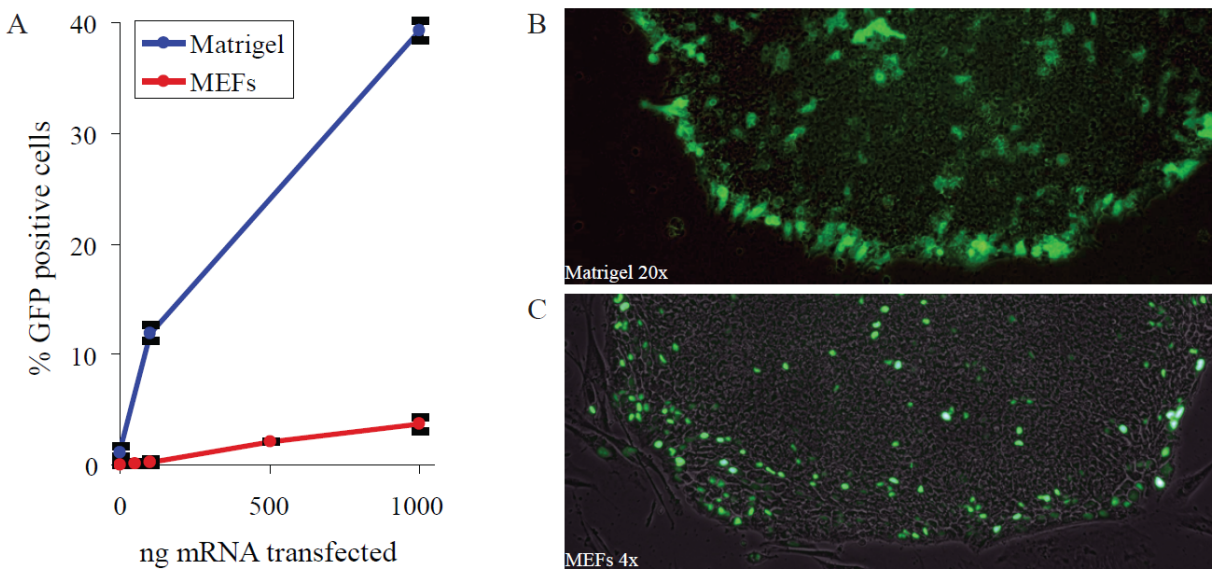 A
% GFP positive cells
40
30
20
10
0
Matrigel
MEFs
0
500
1000
ng mRNA transfected
B
Matrigel 20x
C
MEFs 4x